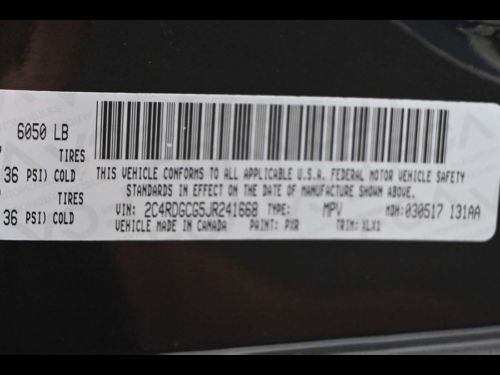 6050 LB
TIRES
36 PSI) COLD
TIRES
36 PSI) COLD
THIS VEHICLE CONFORMS TO ALL APPLICABLE U.S.A. FEDERAL MOTOR VEHICLE SAFETY
STANDARDS IN EFFECT ON THE DATE OF MANUFACTURE SHOWN ABOVE.
VIN: 2C4RDGCG5JR241668 TYPE: MPV MDH:030517 131AA
VEHICLE MADE IN CANADA PAINT: PXR TRIM: XLX1